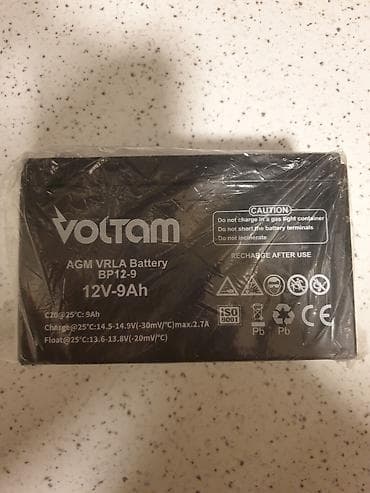 VOLTAM
AGM VRLA Battery
BP12-9
12V-9Ah
C20@25°C: 9Ah
Charge@25°C:14.5-14.9V(-30mV/°C)max.2.7A
Float@25°C:13.6-13.8V(-20mV/°C)
CAUTION
Do not charge in a gas tight container
Do not short the battery terminals
Do not incinerate
RECHARGE AFTER USE
ISO
9001
Pb
Pb
CE